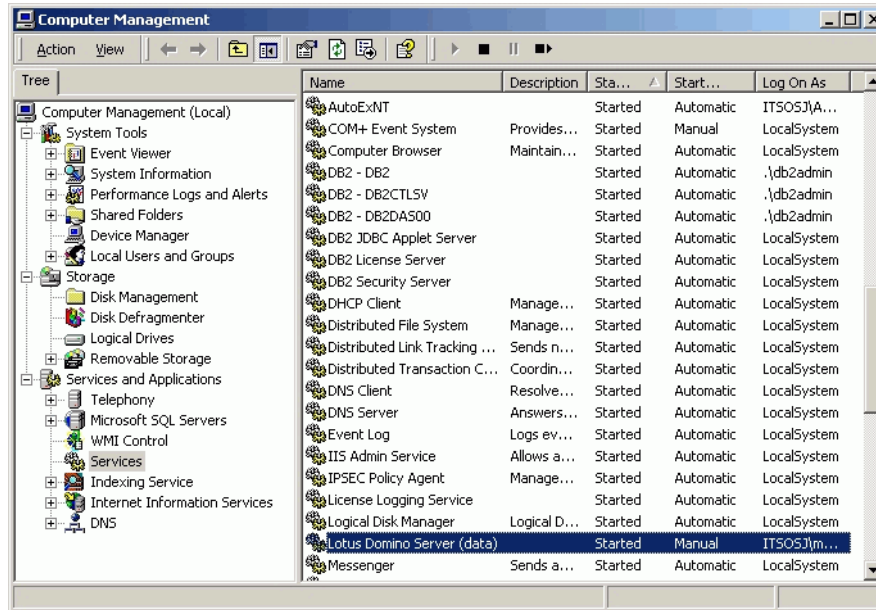 Computer Management
Action View
Tree
Computer Management (Local)
System Tools
Event Viewer
System Information
Performance Logs and Alerts
Shared Folders
Device Manager
Local Users and Groups
Storage
Disk Management
Disk Defragmenter
Logical Drives
Removable Storage
Services and Applications
Telephony
Microsoft SQL Servers
WMI Control
Services
Indexing Service
Internet Information Services
DNS
Name Description Sta... Start... Log On As
AutoExNT Started Automatic ITSOSJ\A...
COM+ Event System Provides... Started Manual LocalSystem
Computer Browser Maintain... Started Automatic LocalSystem
DB2 - DB2 Started Automatic .\db2admin
DB2 - DB2CTLSV Started Automatic .\db2admin
DB2 - DB2DAS00 Started Automatic .\db2admin
DB2 JDBC Applet Server Started Automatic LocalSystem
DB2 License Server Started Automatic LocalSystem
DB2 Security Server Started Automatic LocalSystem
DHCP Client Manage... Started Automatic LocalSystem
Distributed File System Manage... Started Automatic LocalSystem
Distributed Link Tracking ... Sends n... Started Automatic LocalSystem
Distributed Transaction C... Coordin... Started Automatic LocalSystem
DNS Client Resolve... Started Automatic LocalSystem
DNS Server Answers... Started Automatic LocalSystem
Event Log Logs ev... Started Automatic LocalSystem
IIS Admin Service Allows a... Started Automatic LocalSystem
IPSEC Policy Agent Manage... Started Automatic LocalSystem
License Logging Service Started Automatic LocalSystem
Logical Disk Manager Logical D... Started Automatic LocalSystem
Lotus Domino Server (data) Started Manual ITSOSJ\m...
Messenger Sends a... Started Automatic LocalSystem